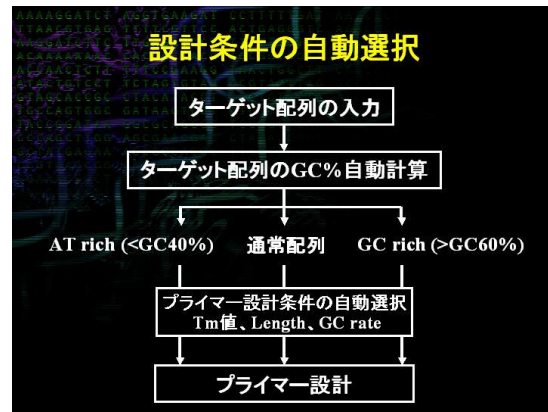 設計条件の自動選択
ターゲット配列の入力
ターゲット配列のGC%自動計算
AT rich (<GC40%) 通常配列 GC rich (>GC60%)
プライマー設計条件の自動選択
Tm値、Length、GC rate
プライマー設計